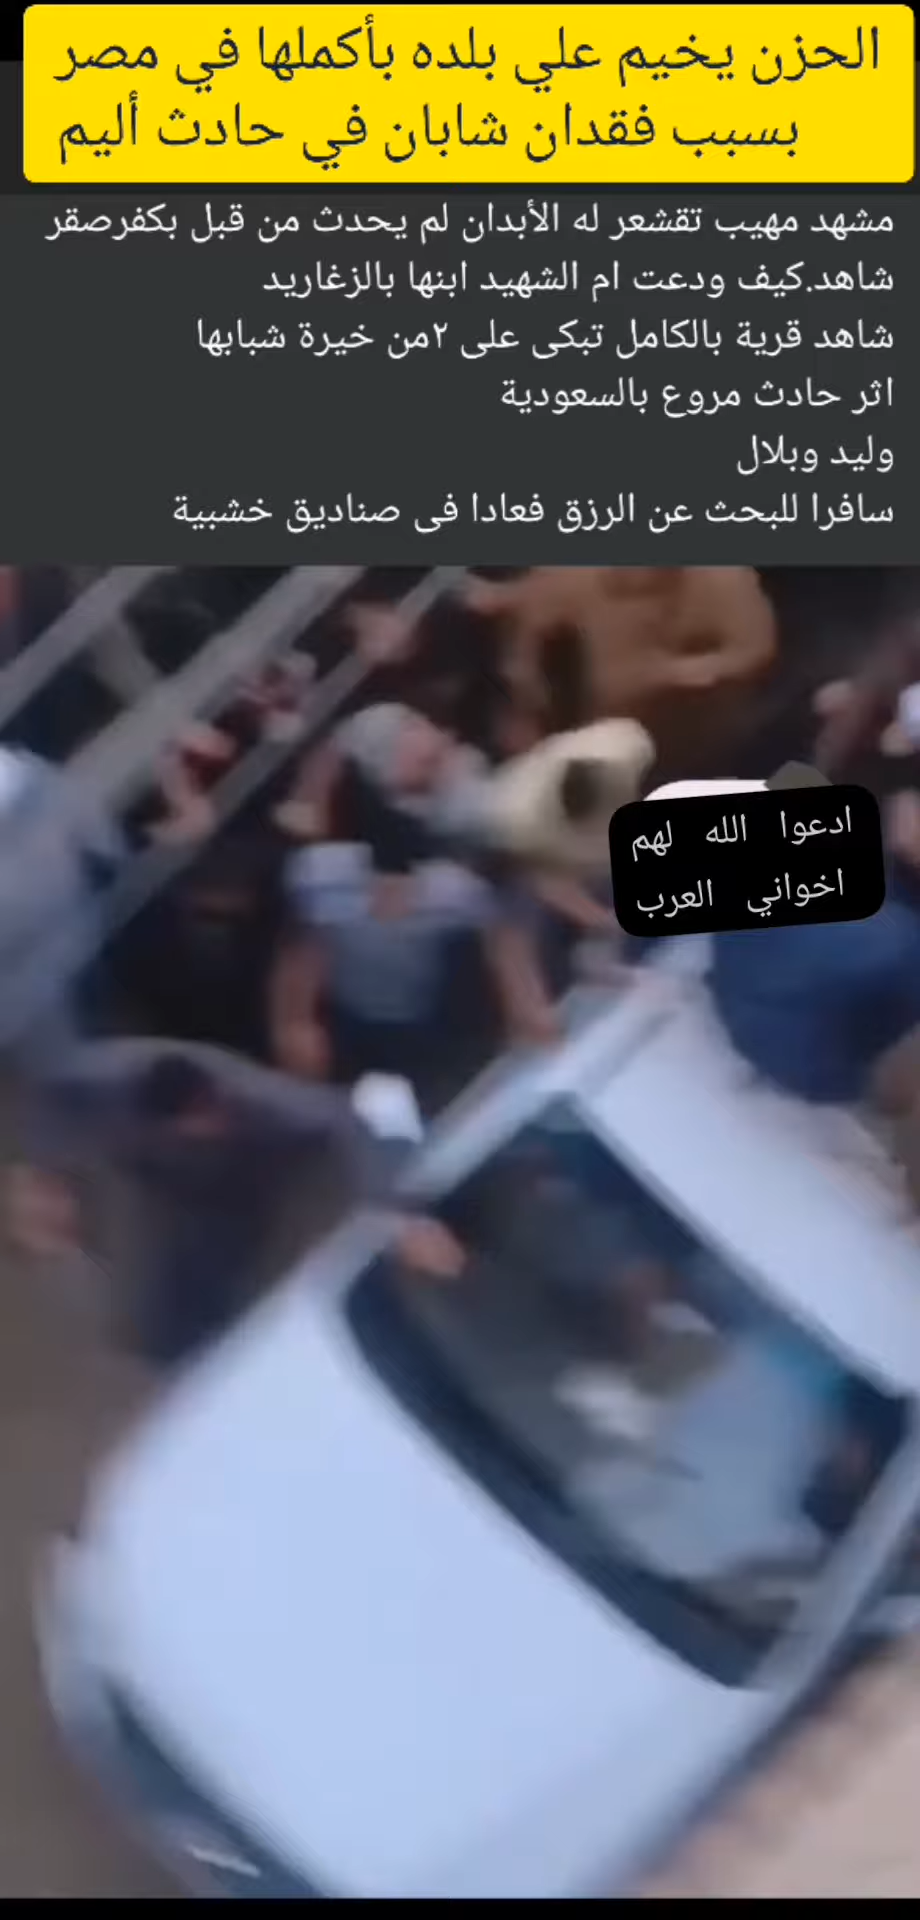 الحزن يخيم علي بلده بأكملها في مصر
بسبب فقدان شابان في حادث أليم
مشهد مهيب تقشعر له الأبدان لم يحدث من قبل بكفرصقر
شاهد.كيف ودعت ام الشهيد ابنها بالزغاريد
شاهد قرية بالكامل تبكى على ٢من خيرة شبابها
اثر حادث مروع بالسعودية
وليد وبلال
سافرا للبحث عن الرزق فعادا فى صناديق خشبية
ادعوا الله لهم
اخواني العرب